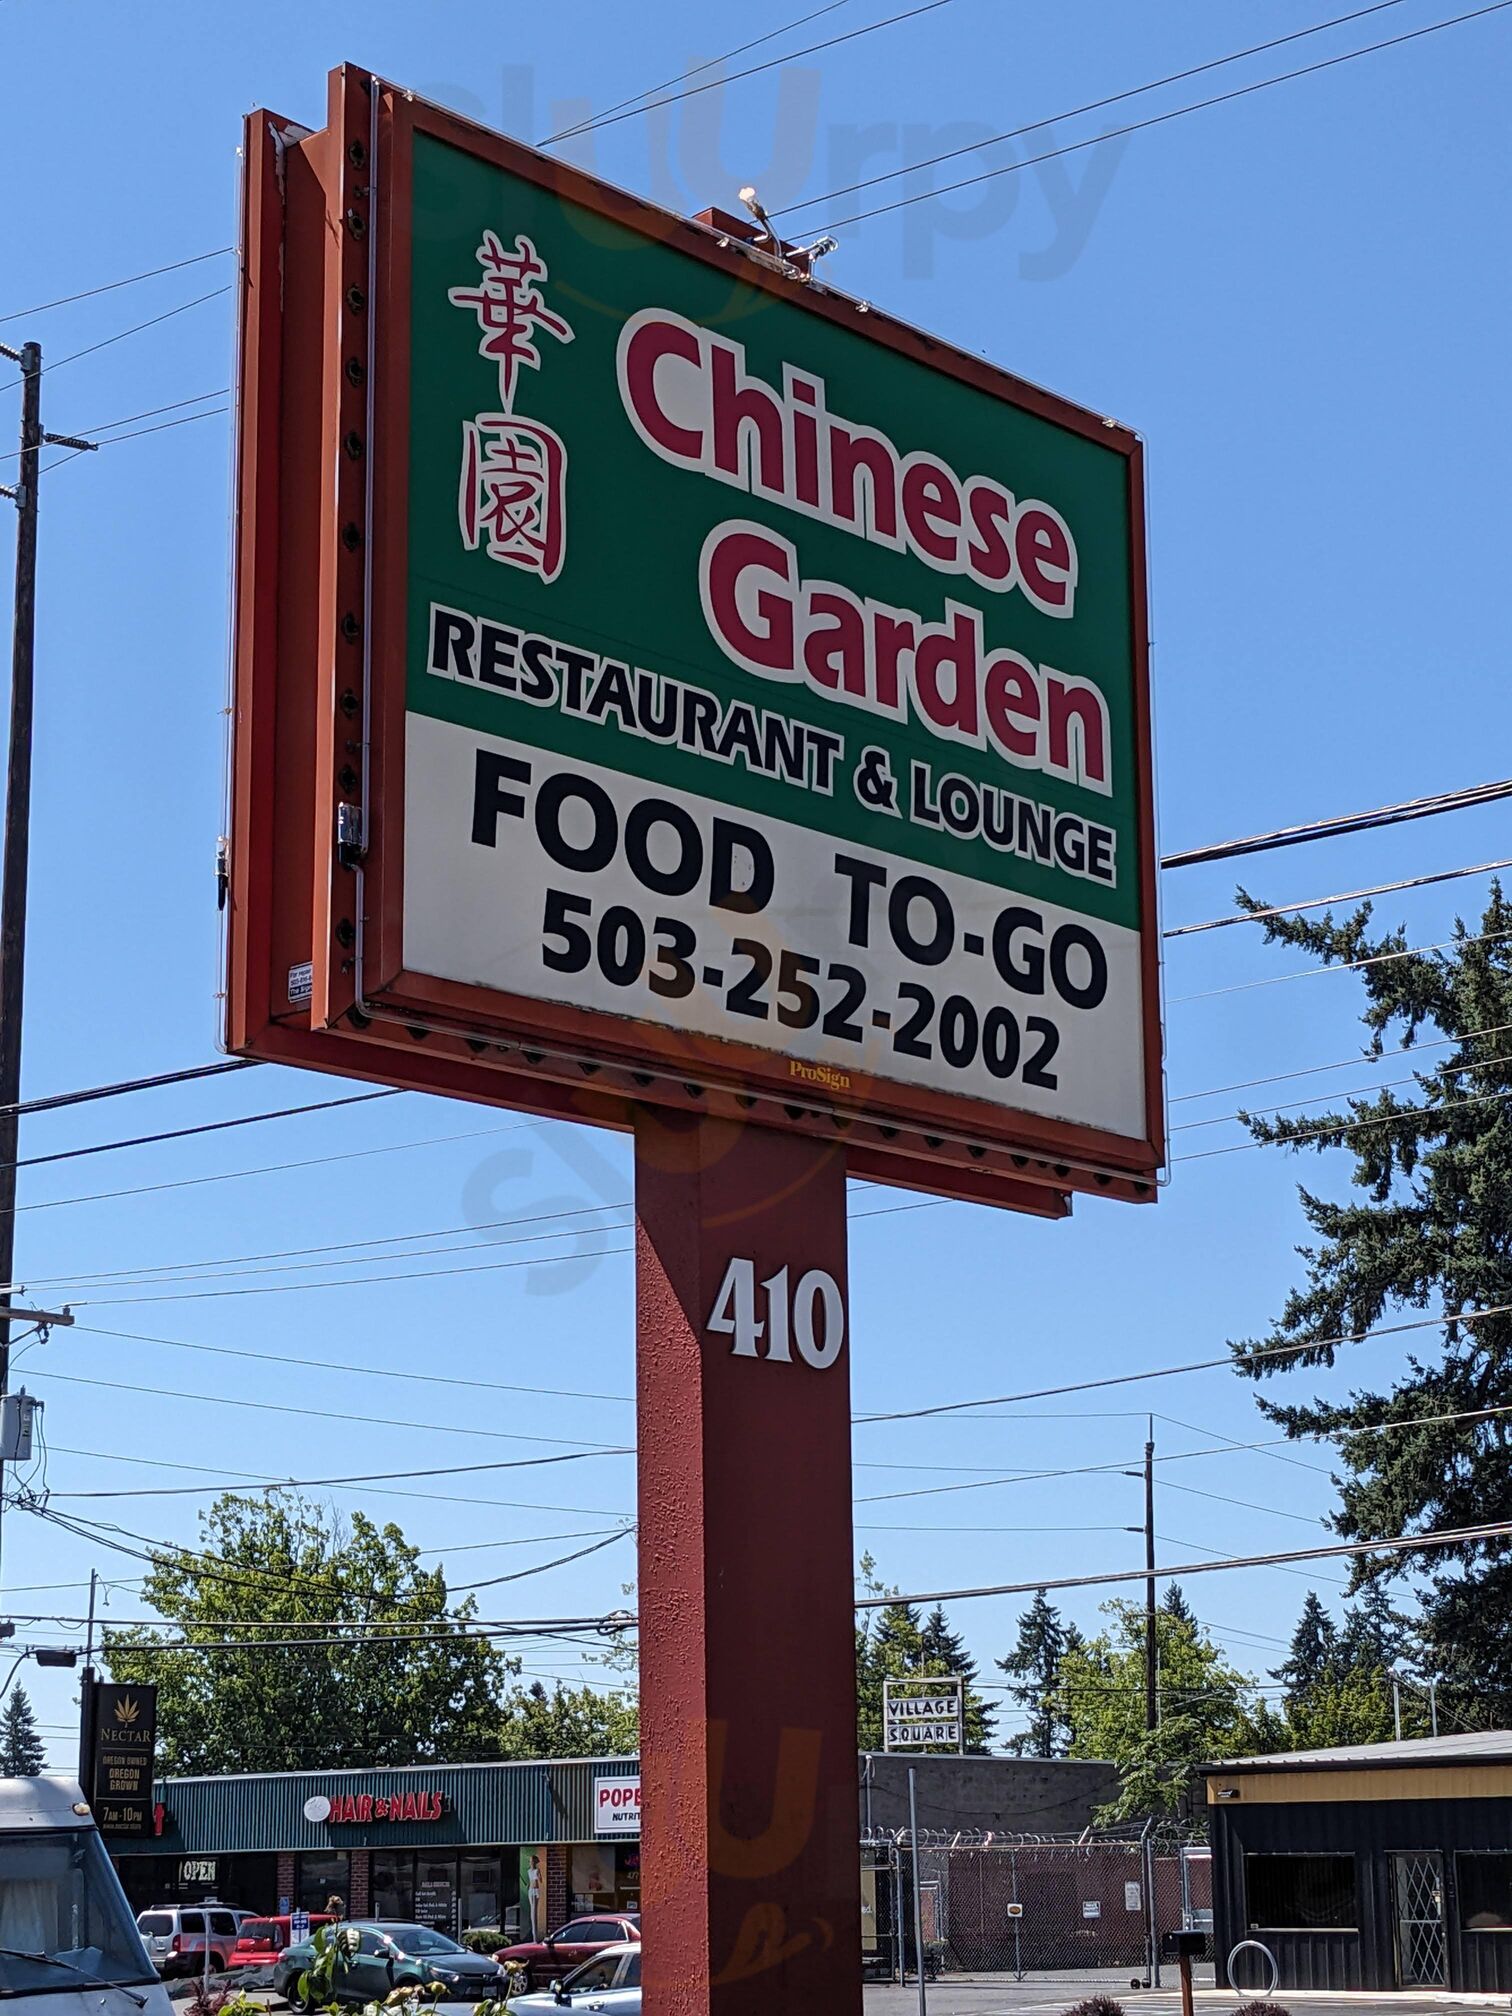 華
園
Chinese
Garden
RESTAURANT & LOUNGE
FOOD TO-GO
503-252-2002
ProSign
410
NECTAR
OREGON OWNED
OREGON
GROWN
7AM-10PM
OPEN
HAIR & NAILS
VILLAGE
SQUARE
slurpy